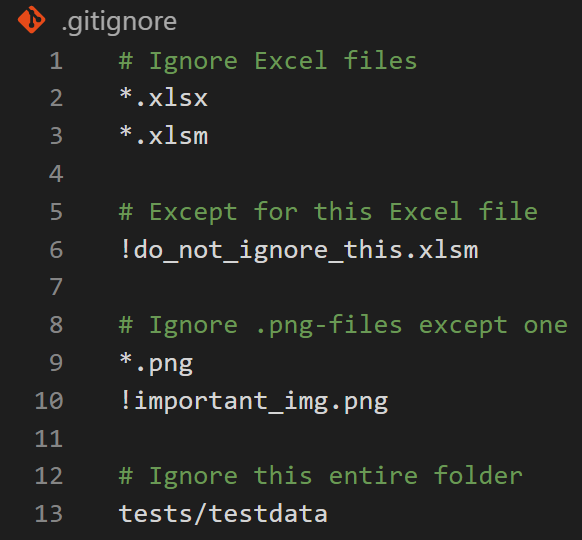 .gitignore
1 # Ignore Excel files
2 *.xlsx
3 *.xlsm
4
5 # Except for this Excel file
6 !do_not_ignore_this.xlsm
7
8 # Ignore .png-files except one
9 *.png
10 !important_img.png
11
12 # Ignore this entire folder
13 tests/testdata